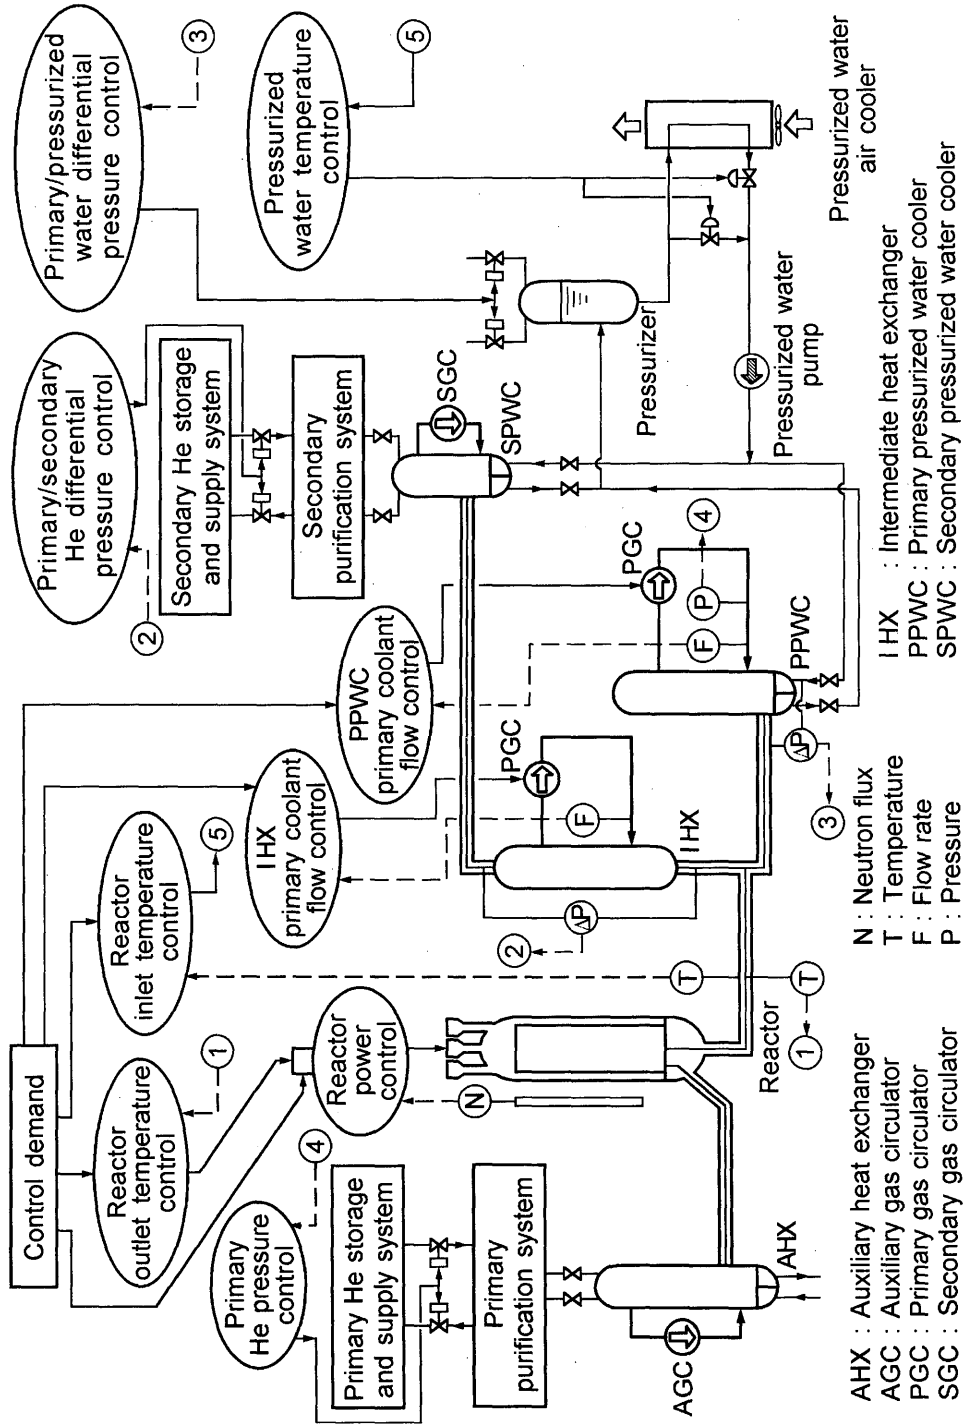 Control demand
Reactor
outlet temperature
control
1
Reactor
inlet temperature
control
5
IHX
primary coolant
flow control
PPWC
primary coolant
flow control
Primary/secondary
He differential
pressure control
2
Primary/pressurized
water differential
pressure control
3
Pressurized
water temperature
control
5
Primary
He pressure
control
4
Reactor
power
control
N
Primary He storage
and supply system
Primary
purification system
Secondary He storage
and supply system
Secondary
purification system
SGC
SPWC
PGC
F
P
4
PPWC
PGC
F
IHX
ΔP
2
ΔP
3
T
T
1
Reactor
AGC
AHX
Pressurizer
Pressurized water
pump
Pressurized water
air cooler
AHX : Auxiliary heat exchanger
AGC : Auxiliary gas circulator
PGC : Primary gas circulator
SGC : Secondary gas circulator
N : Neutron flux
T : Temperature
F : Flow rate
P : Pressure
IHX : Intermediate heat exchanger
PPWC : Primary pressurized water cooler
SPWC : Secondary pressurized water cooler